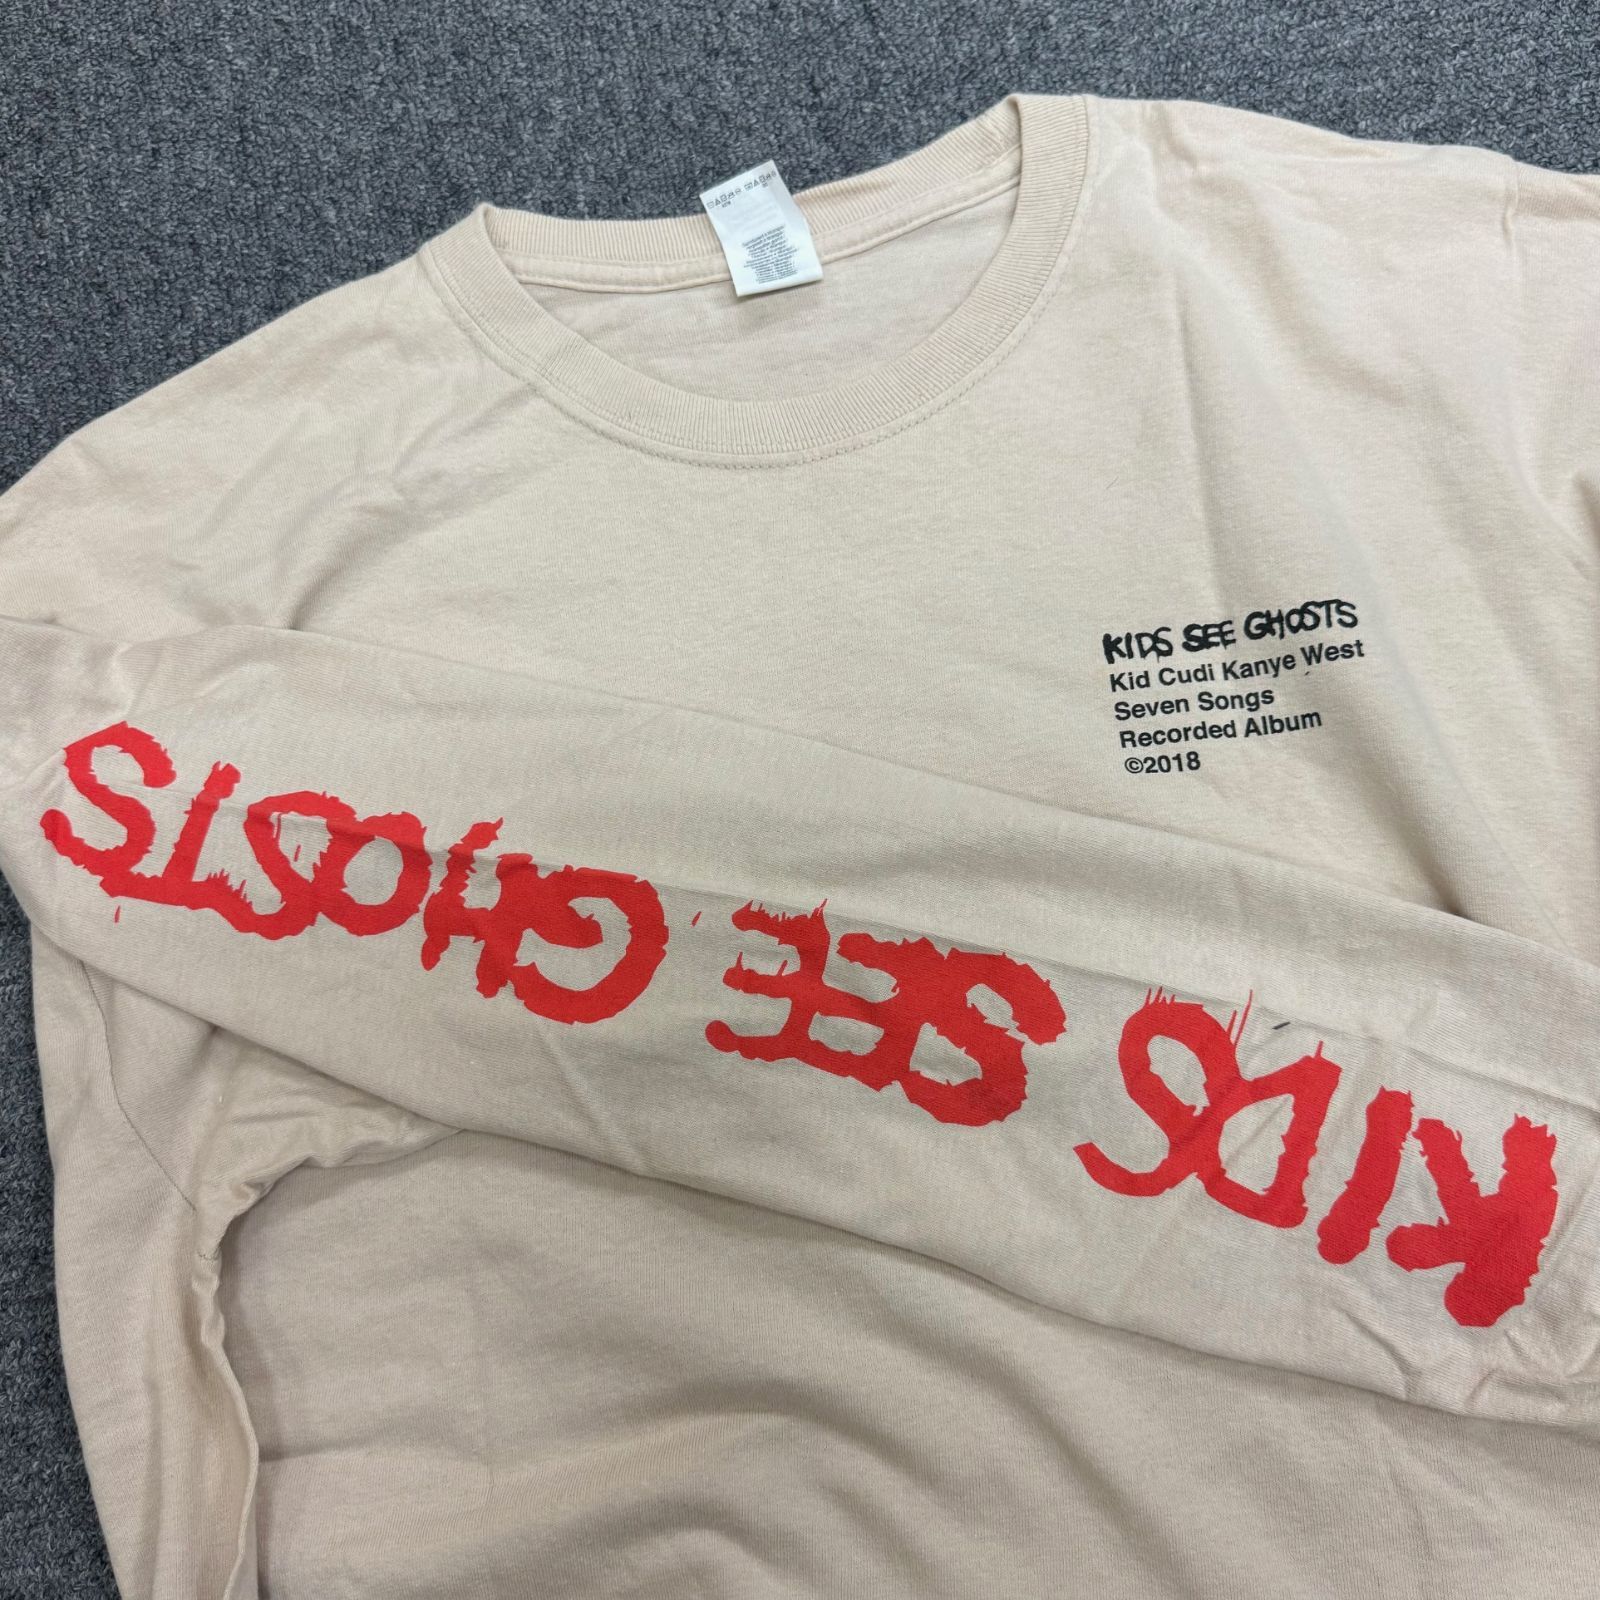 KIDS SEE GHOSTS
Kid Cudi Kanye West
Seven Songs
Recorded Album
©2018
KIDS SEE GHOSTS